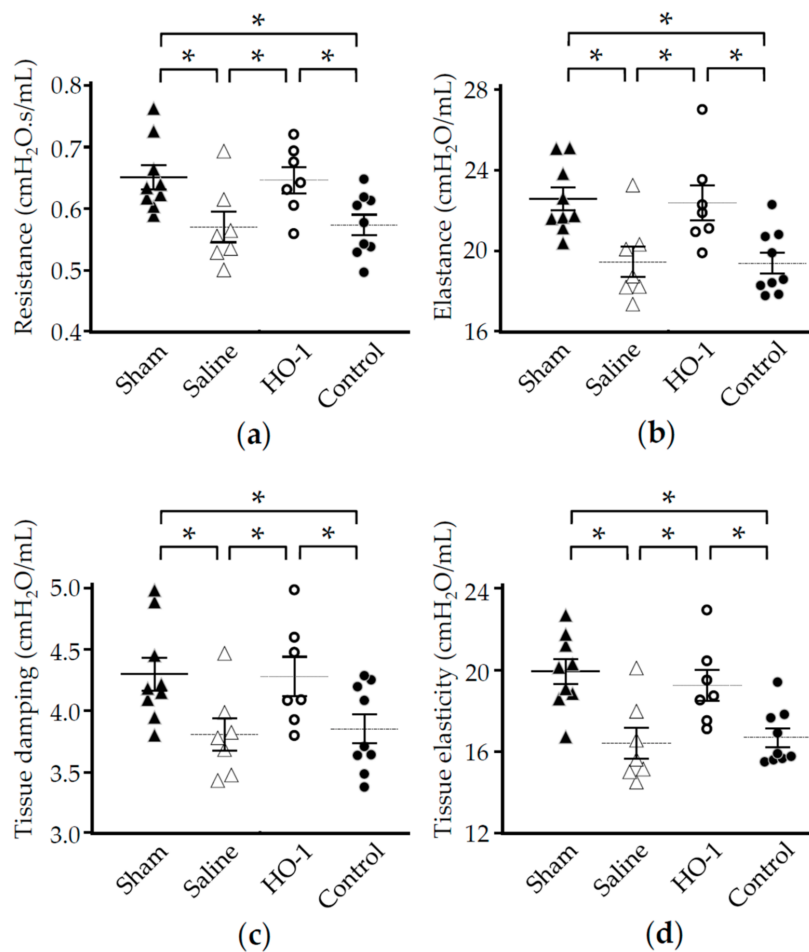 *
*
* * *
* * *
Resistance (cmH₂O.s/mL)
0.8
0.7
0.6
0.5
0.4
Sham Saline HO-1 Control
(a)
Elastance (cmH₂O/mL)
28
24
20
16
Sham Saline HO-1 Control
(b)
*
*
* * *
* * *
Tissue damping (cmH₂O/mL)
5.0
4.5
4.0
3.5
3.0
Sham Saline HO-1 Control
(c)
Tissue elasticity (cmH₂O/mL)
24
20
16
12
Sham Saline HO-1 Control
(d)